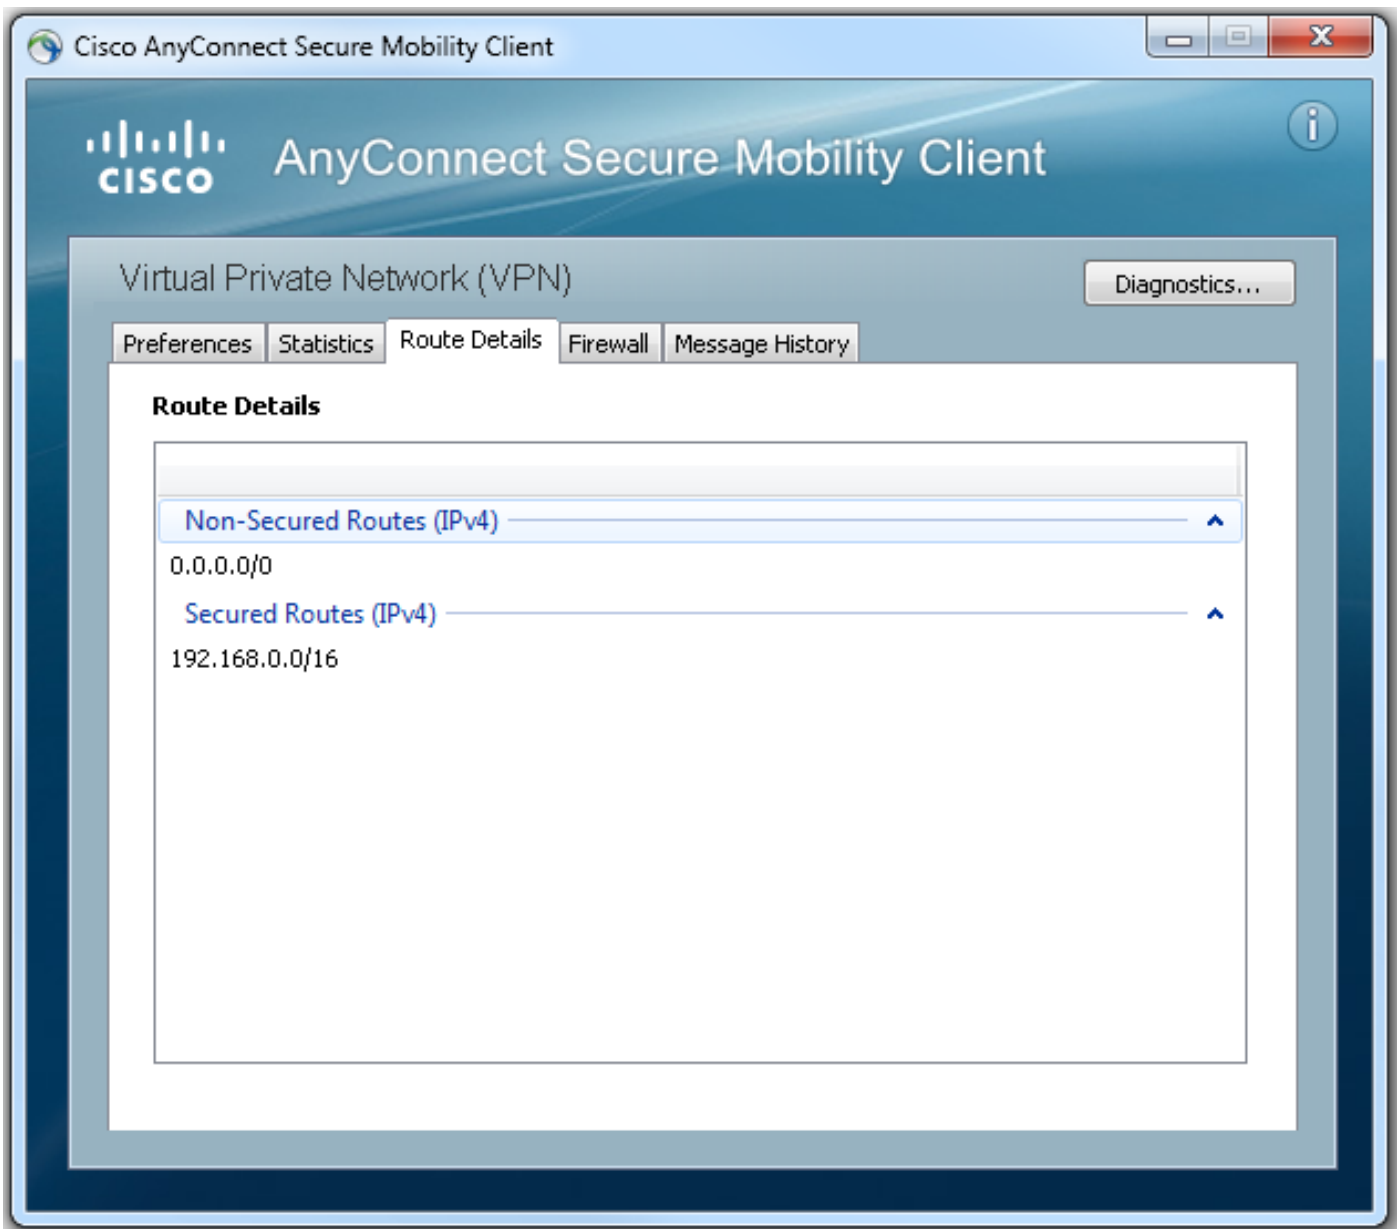 Cisco AnyConnect Secure Mobility Client
CISCO AnyConnect Secure Mobility Client
Virtual Private Network (VPN)
Diagnostics...
Preferences Statistics Route Details Firewall Message History
Route Details
Non-Secured Routes (IPv4)
0.0.0.0/0
Secured Routes (IPv4)
192.168.0.0/16